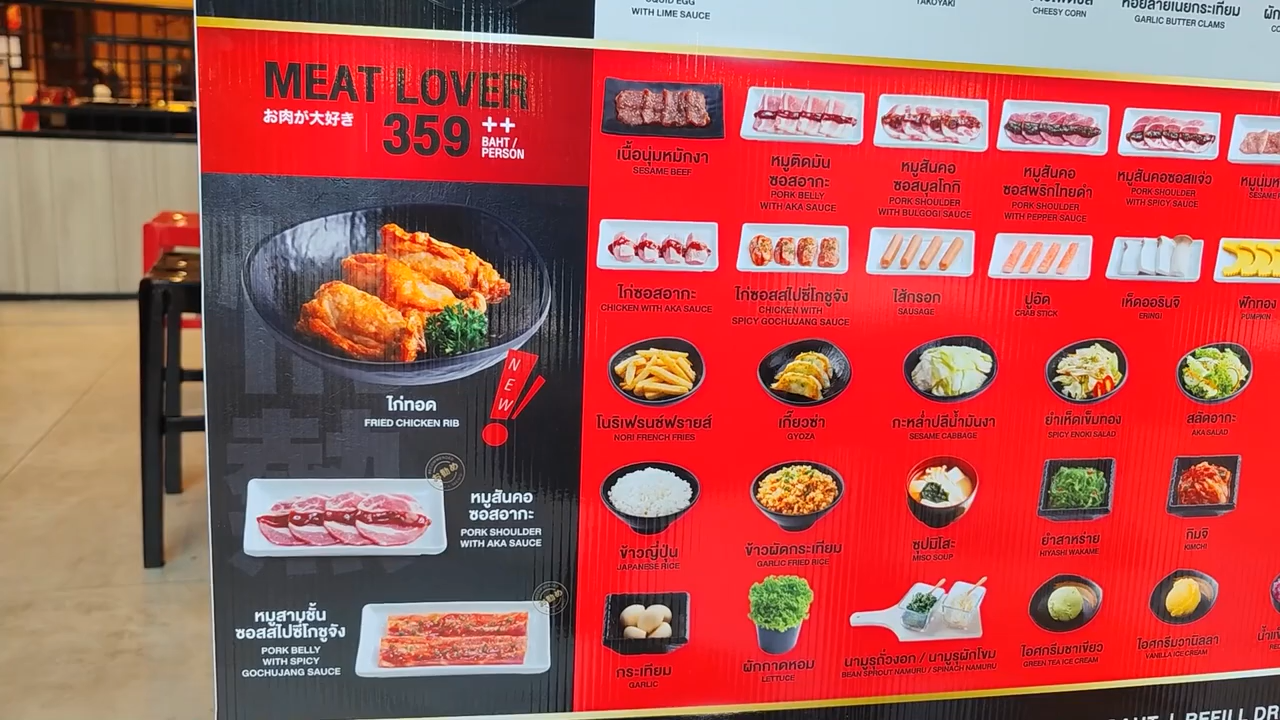 WITH LIME SAUCE
TAKOYAKI
CHEESY CORN
หอยลายเนยกระเทียม
GARLIC BUTTER CLAMS
MEAT LOVER
お肉が大好き
359 ++
BAHT /
PERSON
ไก่ทอด
FRIED CHICKEN RIB
NEW!
หมูสันคอ
ซอสอากะ
PORK SHOULDER
WITH AKA SAUCE
หมูสามชั้น
ซอสสไปซี่โกชูจัง
PORK BELLY
WITH SPICY
GOCHUJANG SAUCE
เนื้อนุ่มหมักงา
SESAME BEEF
หมูติดมัน
ซอสอากะ
PORK BELLY
WITH AKA SAUCE
หมูสันคอ
ซอสบุลโกกิ
PORK SHOULDER
WITH BULGOGI SAUCE
หมูสันคอ
ซอสพริกไทยดำ
PORK SHOULDER
WITH PEPPER SAUCE
หมูสันคอซอสแจ่ว
PORK SHOULDER
WITH SPICY SAUCE
ไก่ซอสอากะ
CHICKEN WITH AKA SAUCE
ไก่ซอสสไปซี่โกชูจัง
CHICKEN WITH
SPICY GOCHUJANG SAUCE
ไส้กรอก
SAUSAGE
ปูอัด
CRAB STICK
เห็ดออรินจิ
ERINGI
ฟักทอง
PUMPKIN
โนริเฟรนช์ฟรายส์
NORI FRENCH FRIES
เกี๊ยวซ่า
GYOZA
กะหล่ำปลีน้ำมันงา
SESAME CABBAGE
ยำเห็ดเข็มทอง
SPICY ENOKI SALAD
สลัดอากะ
AKA SALAD
ข้าวญี่ปุ่น
JAPANESE RICE
ข้าวผัดกระเทียม
GARLIC FRIED RICE
ซุปมิโสะ
MISO SOUP
ยำสาหร่าย
HIYASHI WAKAME
กิมจิ
KIMCHI
กระเทียม
GARLIC
ผักกาดหอม
LETTUCE
นามูรุถั่วงอก / นามูรุผักโขม
BEAN SPROUT NAMURU / SPINACH NAMURU
ไอศกรีมชาเขียว
GREEN TEA ICE CREAM
ไอศกรีมวานิลลา
VANILLA ICE CREAM